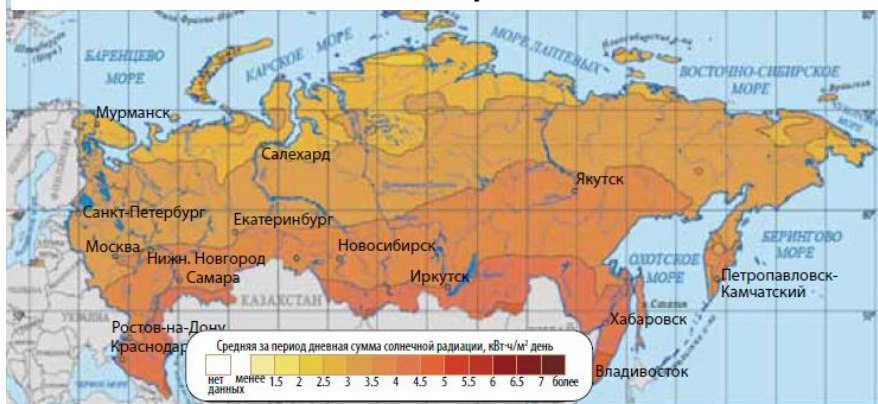 БАРЕНЦЕВО
МОРЕ
КАРСКОЕ МОРЕ
МОРЕ ЛАПТЕВЫХ
ВОСТОЧНО-СИБИРСКОЕ
МОРЕ
Мурманск
Салехард
Якутск
Санкт-Петербург
Екатеринбург
Москва
Нижн. Новгород
Новосибирск
Самара
Иркутск
ОХОТСКОЕ
МОРЕ
БЕРИНГОВО
МОРЕ
Петропавловск-
Камчатский
КАЗАХСТАН
УКРАИНА
Хабаровск
Ростов-на-Дону
Краснодар
Владивосток
Средняя за период дневная сумма солнечной радиации, кВт·ч/м² день
нет
данных
менее 1.5 2 2.5 3 3.5 4 4.5 5 5.5 6 6.5 7 более